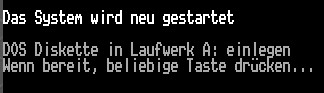 Das System wird neu gestartet
DOS Diskette in Laufwerk A: einlegen
Wenn bereit, beliebige Taste drücken...